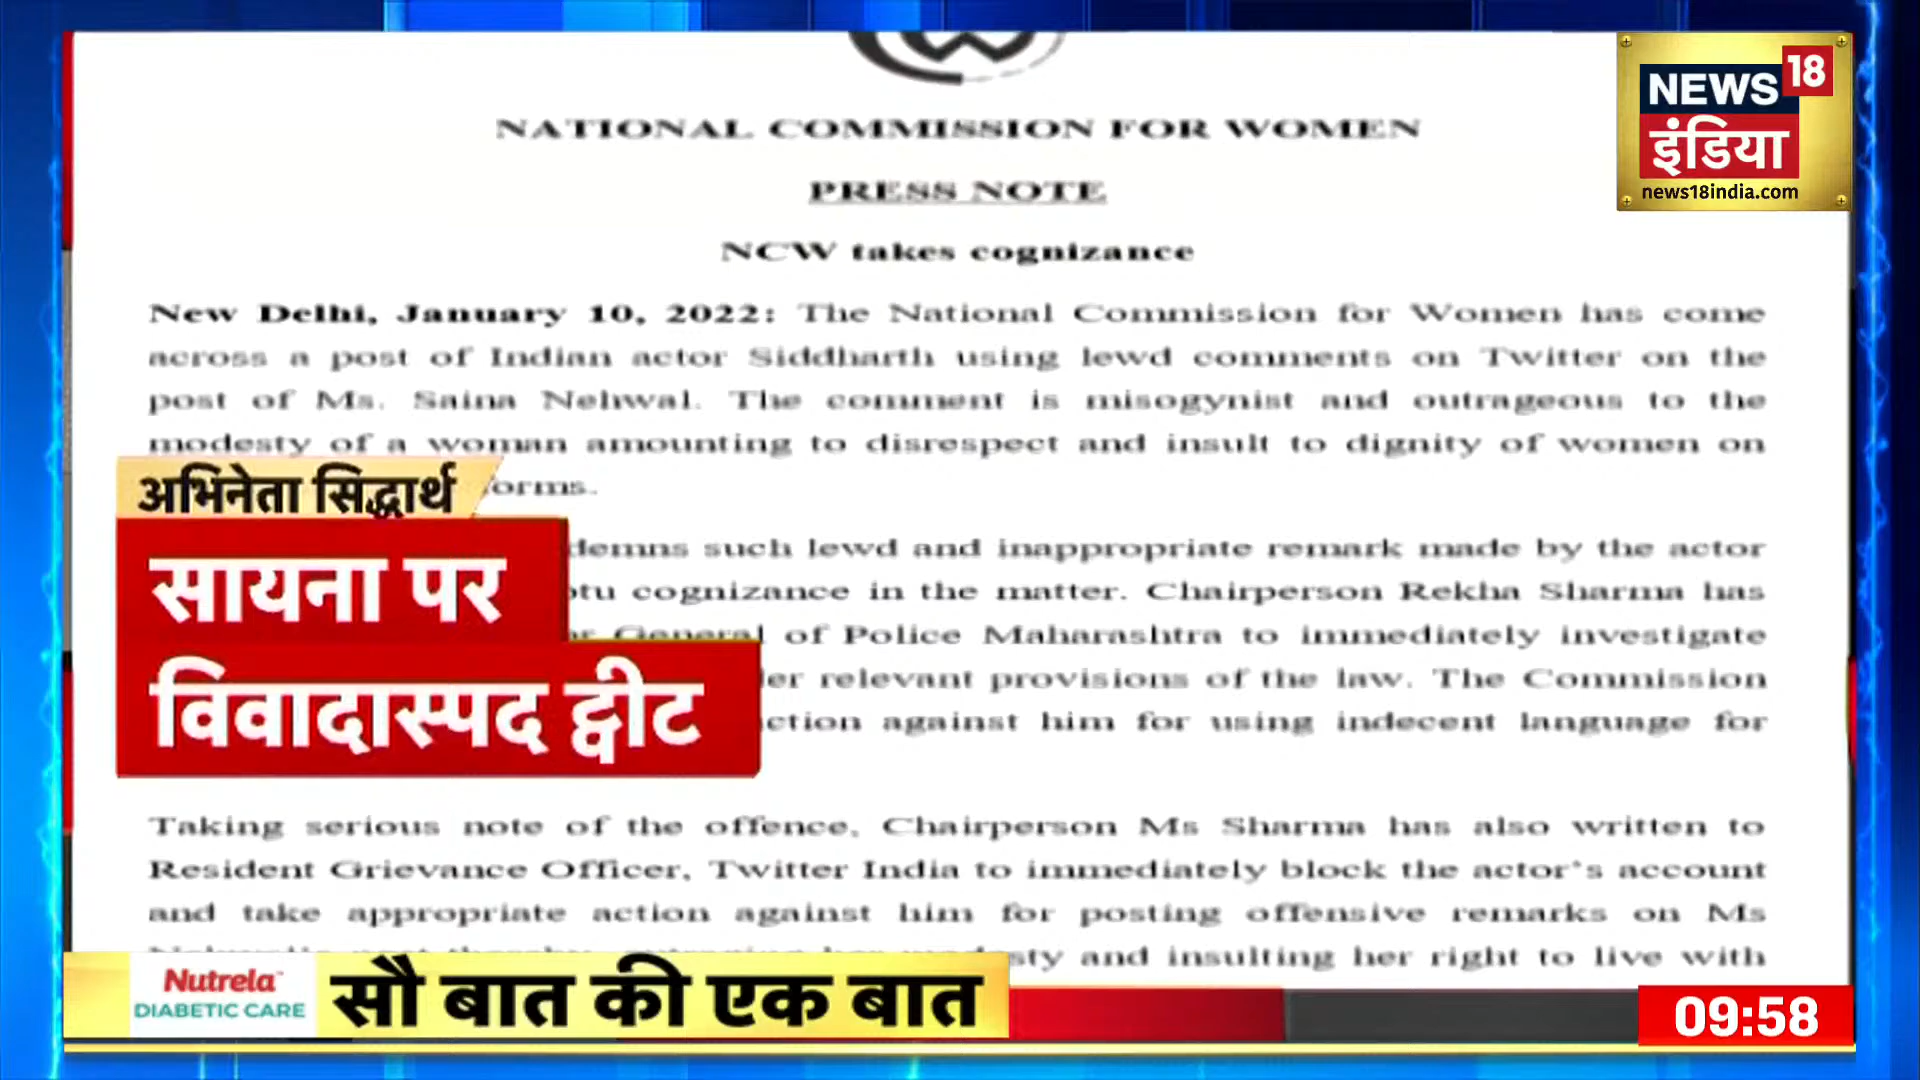 NEWS 18
इंडिया
news18india.com
NATIONAL COMMISSION FOR WOMEN
PRESS NOTE
NCW takes cognizance
New Delhi, January 10, 2022: The National Commission for Women has come
across a post of Indian actor Siddharth using lewd comments on Twitter on the
post of Ms. Saina Nehwal. The comment is misogynist and outrageous to the
modesty of a woman amounting to disrespect and insult to dignity of women on
orms.
demns such lewd and inappropriate remark made by the actor
otu cognizance in the matter. Chairperson Rekha Sharma has
r General of Police Maharashtra to immediately investigate
er relevant provisions of the law. The Commission
ction against him for using indecent language for
Taking serious note of the offence, Chairperson Ms Sharma has also written to
Resident Grievance Officer, Twitter India to immediately block the actor's account
and take appropriate action against him for posting offensive remarks on Ms
sty and insulting her right to live with
अभिनेता सिद्धार्थ
सायना पर
विवादास्पद ट्वीट
Nutrela
DIABETIC CARE
सौ बात की एक बात
09:58